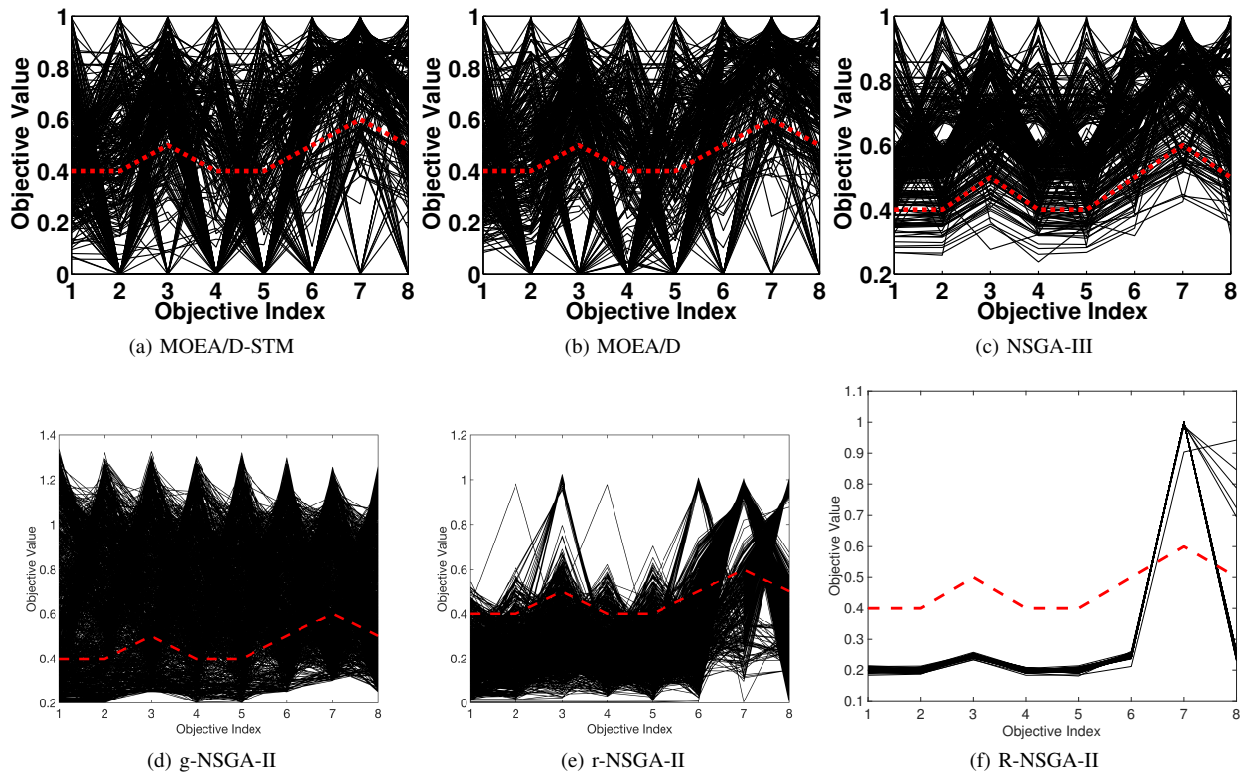 1
0.8
0.6
0.4
0.2
0
Objective Value
1 2 3 4 5 6 7 8
Objective Index
(a) MOEA/D-STM
1
0.8
0.6
0.4
0.2
0
Objective Value
1 2 3 4 5 6 7 8
Objective Index
(b) MOEA/D
1
0.8
0.6
0.4
0.2
Objective Value
1 2 3 4 5 6 7 8
Objective Index
(c) NSGA-III
1.4
1.2
1
0.8
0.6
0.4
0.2
Objective Value
1 2 3 4 5 6 7 8
Objective Index
(d) g-NSGA-II
1.2
1
0.8
0.6
0.4
0.2
0
Objective Value
1 2 3 4 5 6 7 8
Objective Index
(e) r-NSGA-II
1.1
1
0.9
0.8
0.7
0.6
0.5
0.4
0.3
0.2
0.1
Objective Value
1 2 3 4 5 6 7 8
Objective Index
(f) R-NSGA-II